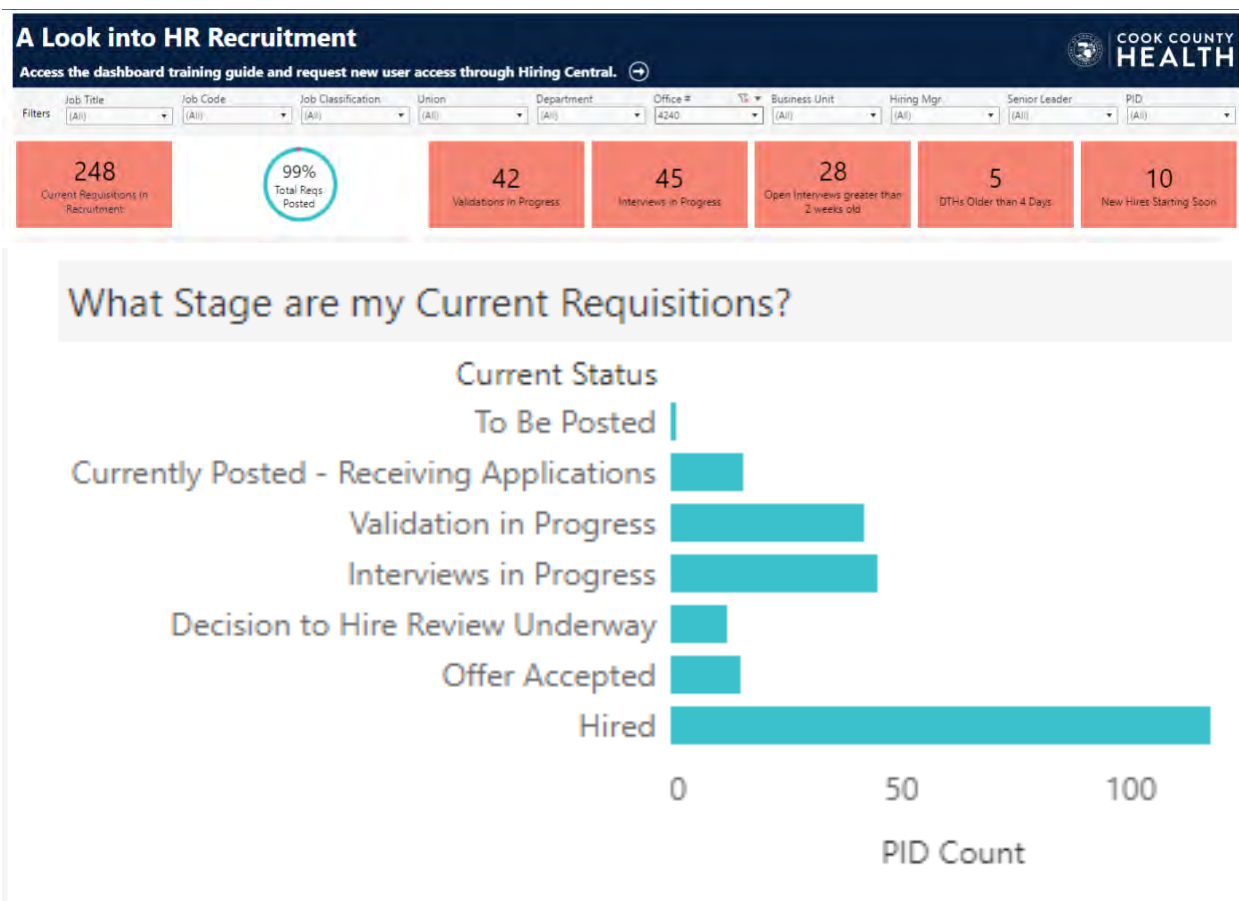 A Look into HR Recruitment
COOK COUNTY
HEALTH
Access the dashboard training guide and request new user access through Hiring Central.
Filters
Job Title
(All)
Job Code
(All)
Job Classification
(All)
Union
(All)
Department
(All)
Office #
4240
Business Unit
(All)
Hiring Mgr
(All)
Senior Leader
(All)
PID
(All)
248
Current Requisitions in
Recruitment
99%
Total Reqs
Posted
42
Validations in Progress
45
Interviews in Progress
28
Open Interviews greater than
2 weeks old
5
DTHs Older than 4 Days
10
New Hires Starting Soon
What Stage are my Current Requisitions?
Current Status
To Be Posted
Currently Posted - Receiving Applications
Validation in Progress
Interviews in Progress
Decision to Hire Review Underway
Offer Accepted
Hired
0 50 100
PID Count